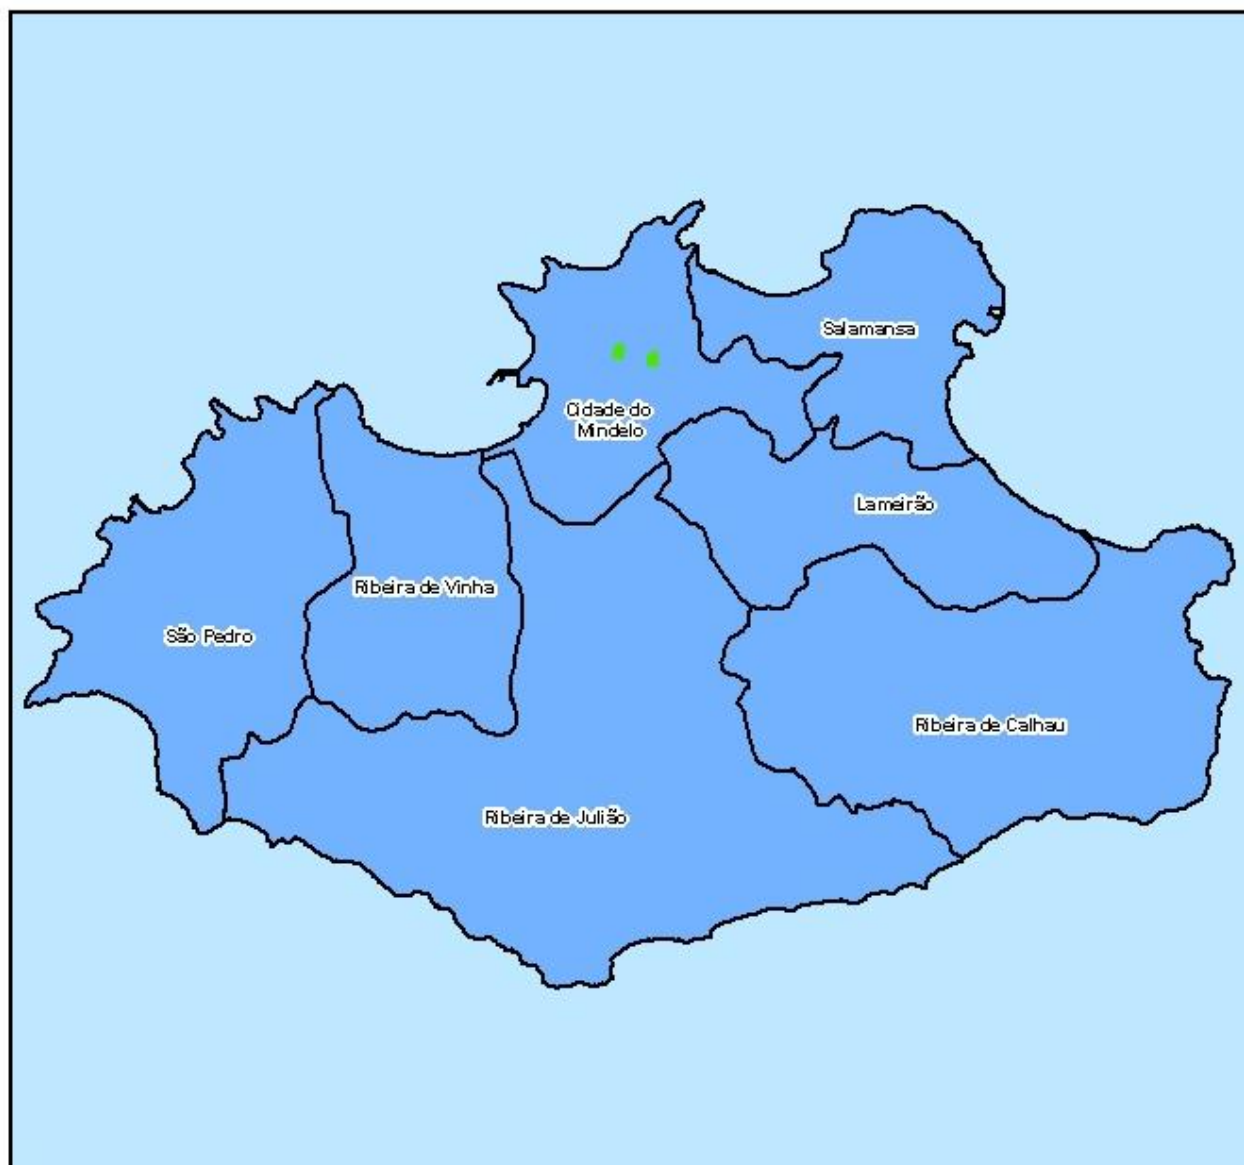 Salamansa
Cidade do
Mindelo
Lameirão
Ribeira de Vinha
São Pedro
Ribeira de Calhau
Ribeira de Julião